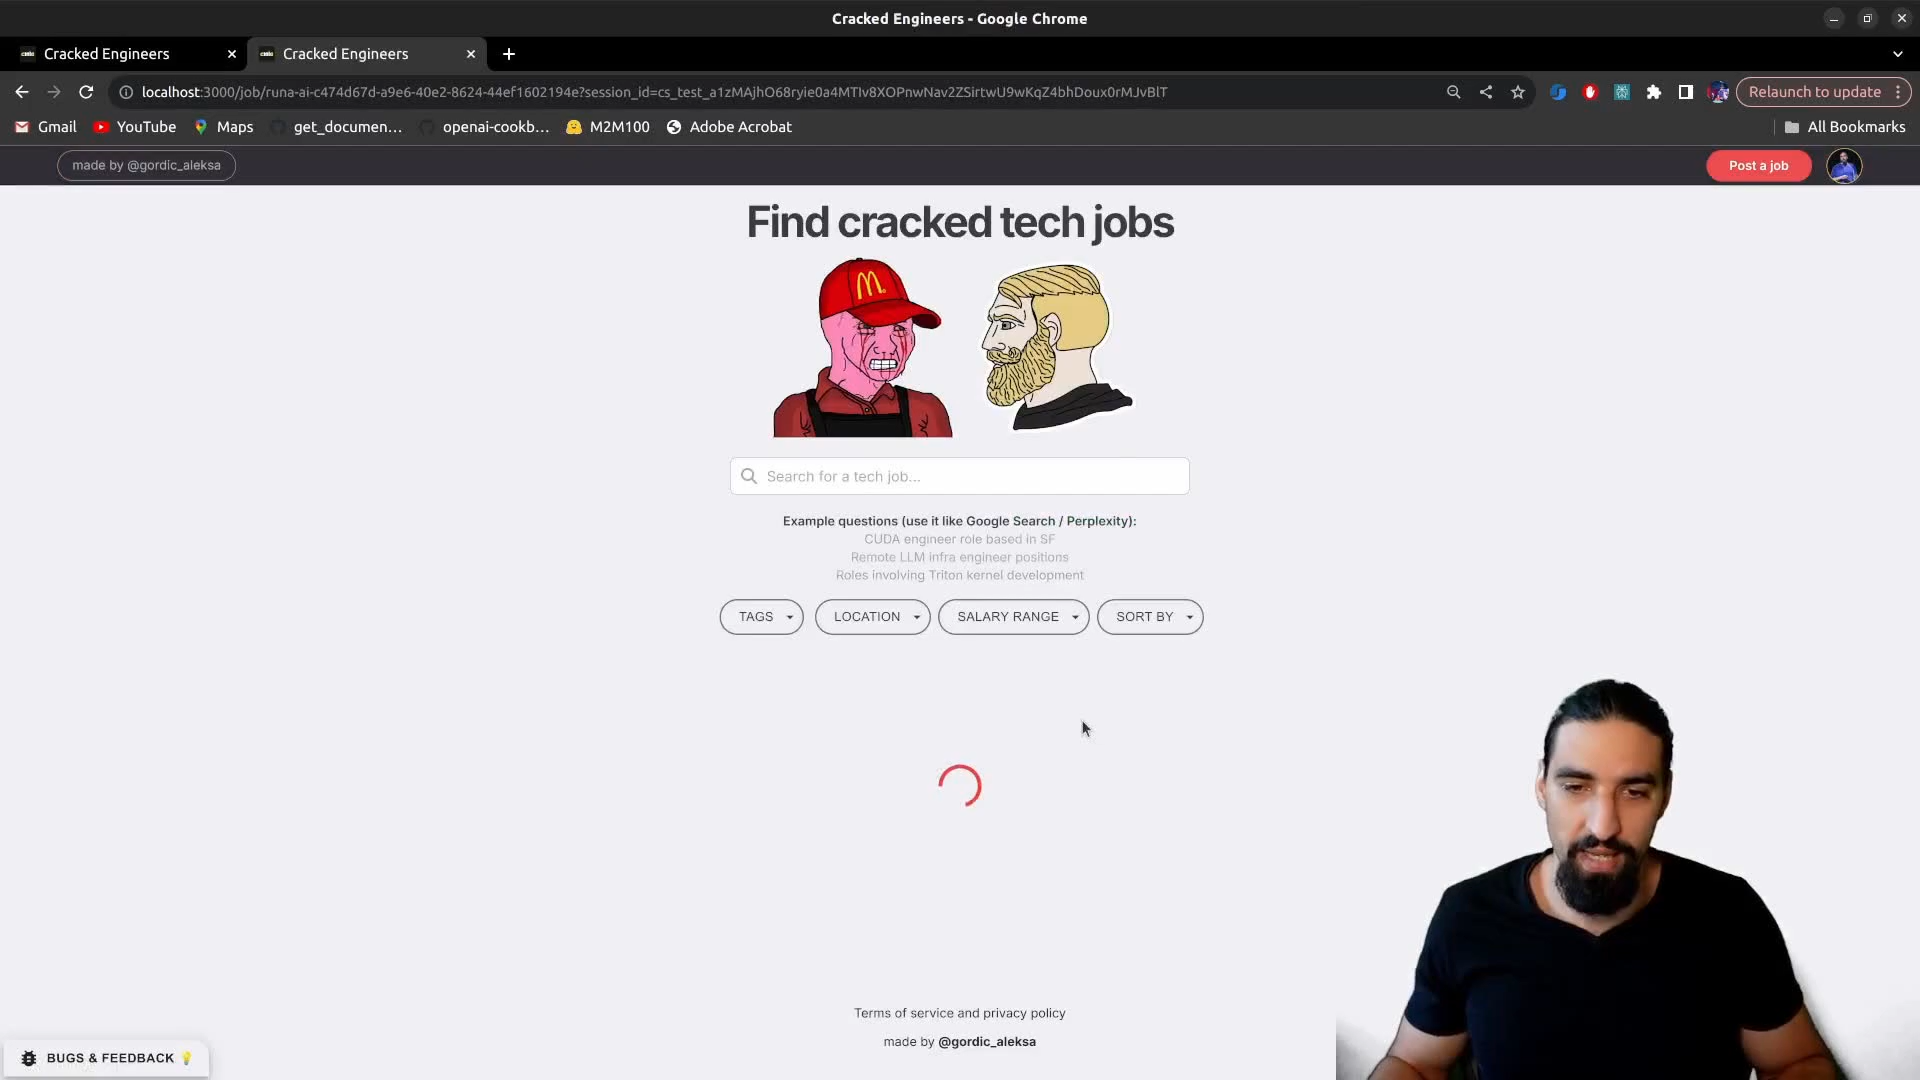 Cracked Engineers - Google Chrome
Cracked Engineers
Cracked Engineers
localhost:3000/job/runa-ai-c474d67d-a9e6-40e2-8624-44ef1602194e?session_id=cs_test_a1zMAjhO68ryie0a4MTIv8XOPnwNav2ZSirtwU9wKqZ4bhDoux0rMJvBlT
Relaunch to update
Gmail
YouTube
Maps
get_documen...
openai-cookb...
M2M100
Adobe Acrobat
All Bookmarks
made by @gordic_aleksa
Post a job
Find cracked tech jobs
Search for a tech job...
Example questions (use it like Google Search / Perplexity):
CUDA engineer role based in SF
Remote LLM infra engineer positions
Roles involving Triton kernel development
TAGS
LOCATION
SALARY RANGE
SORT BY
Terms of service and privacy policy
made by @gordic_aleksa
BUGS & FEEDBACK